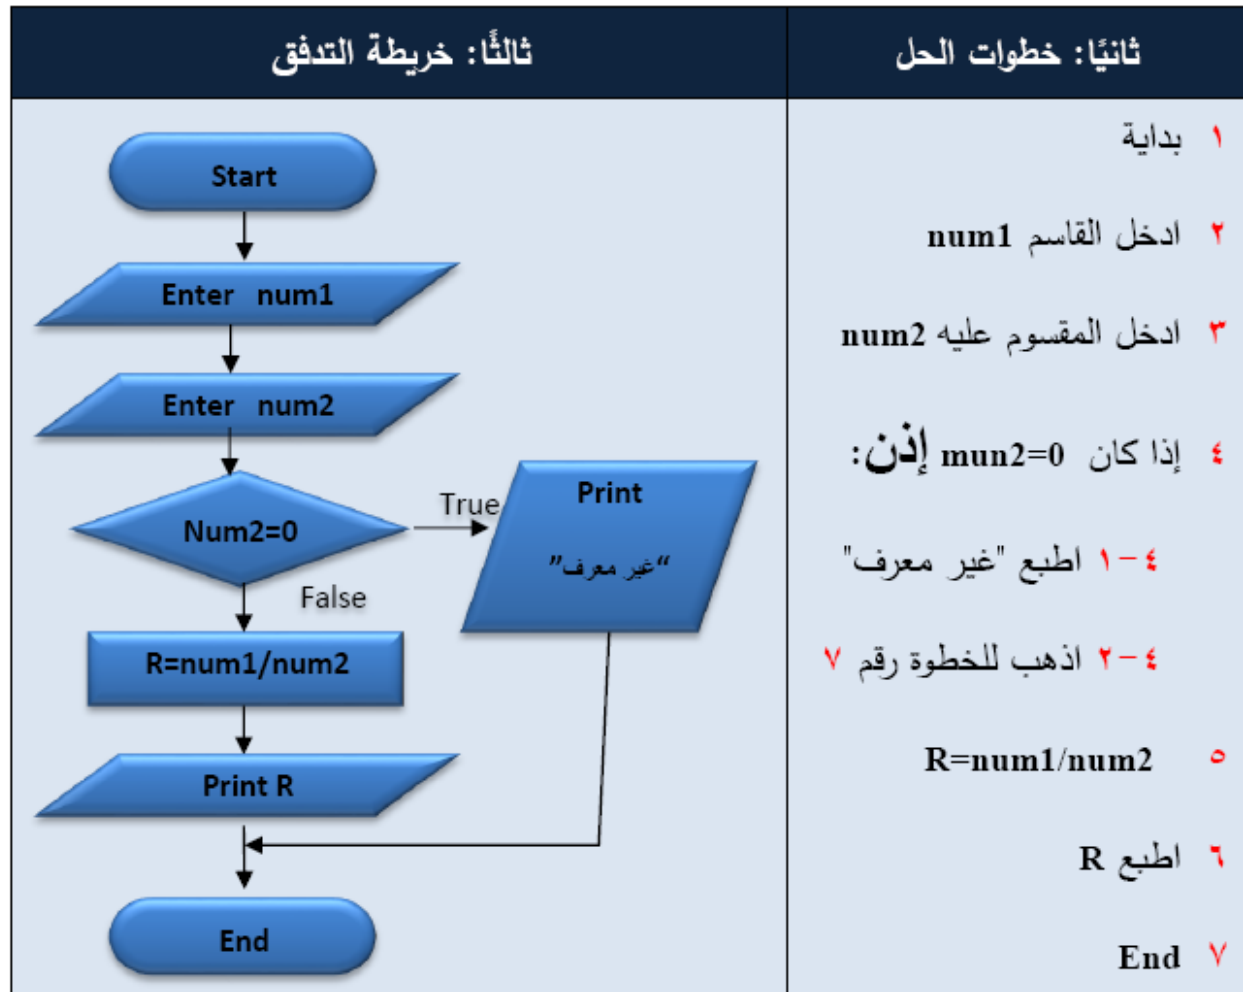 ثانيًا: خطوات الحل
١ بداية
٢ ادخل القاسم num1
٣ ادخل المقسوم عليه num2
٤ إذا كان mun2=0 إذن:
٤-١ اطبع "غير معرف"
٤-٢ اذهب للخطوة رقم ٧
٥ R=num1/num2
٦ اطبع R
٧ End
ثالثًا: خريطة التدفق
Start
Enter num1
Enter num2
Num2=0
True
Print
"غير معرف"
False
R=num1/num2
Print R
End